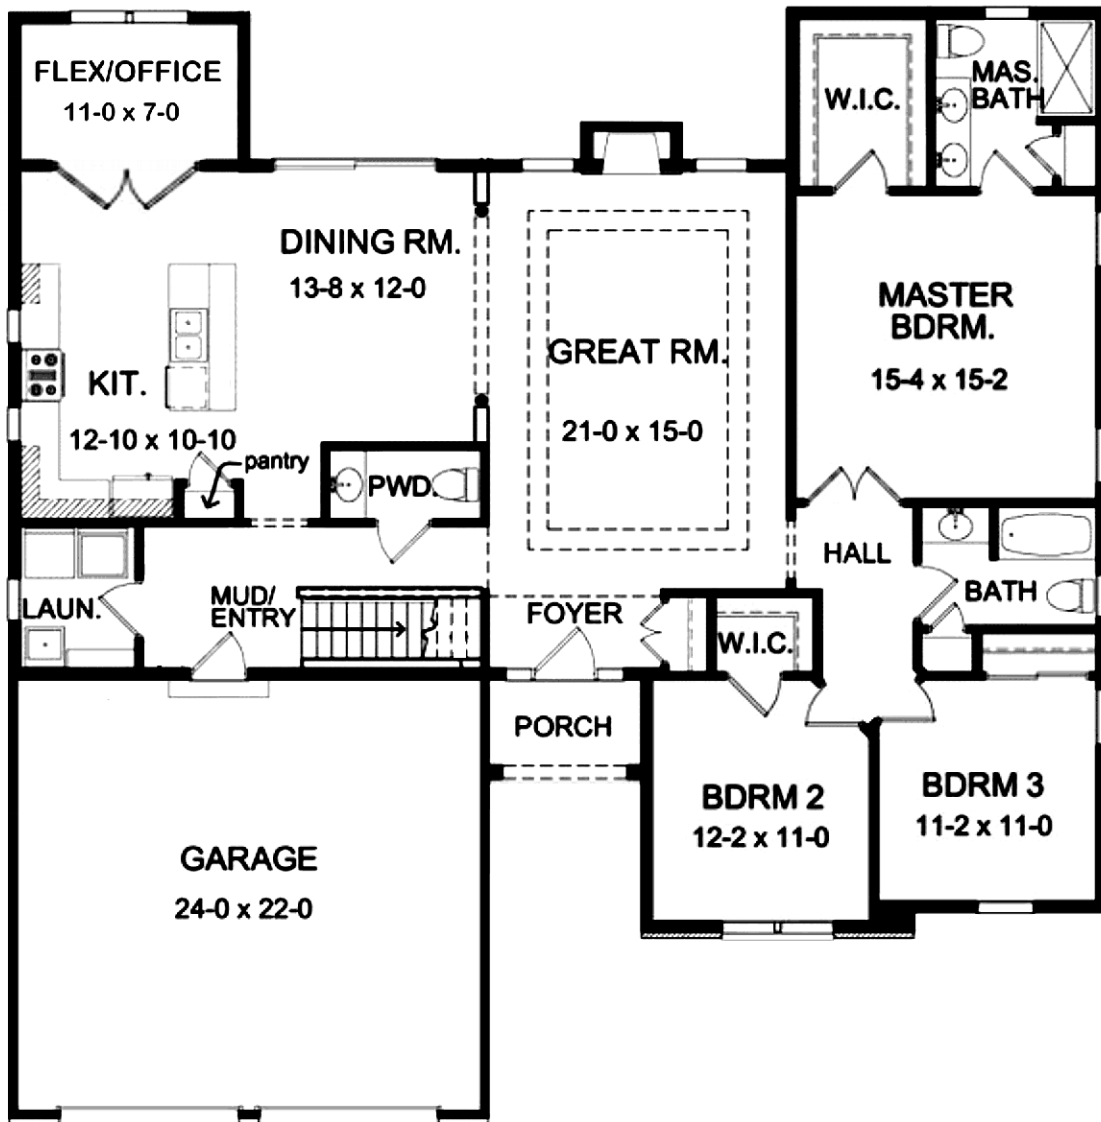 FLEX/OFFICE
11-0 x 7-0
W.I.C.
MAS.
BATH
DINING RM.
13-8 x 12-0
MASTER
BDRM.
15-4 x 15-2
GREAT RM.
21-0 x 15-0
KIT.
12-10 x 10-10
pantry
PWD.
HALL
BATH
LAUN.
MUD/
ENTRY
FOYER
W.I.C.
PORCH
BDRM 2
12-2 x 11-0
BDRM 3
11-2 x 11-0
GARAGE
24-0 x 22-0